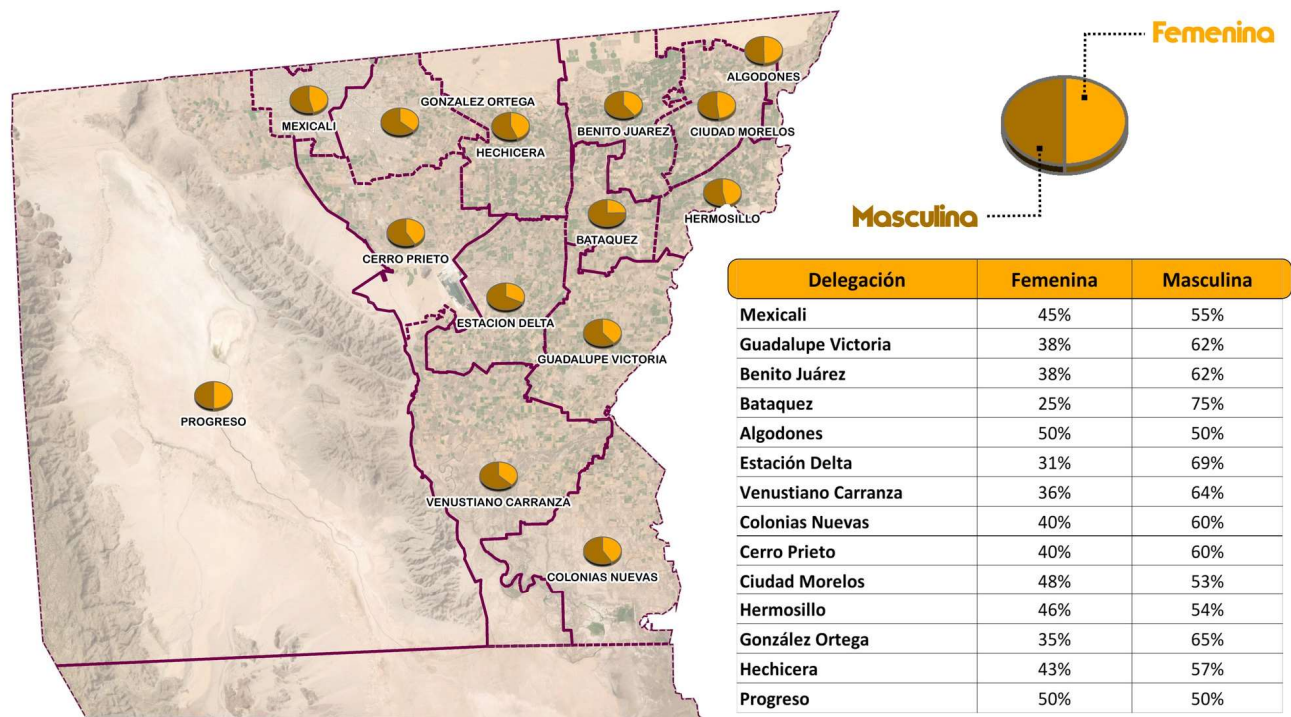 Femenina
Masculina
ALGODONES
GONZALEZ ORTEGA
MEXICALI
BENITO JUAREZ
CIUDAD MORELOS
HECHICERA
HERMOSILLO
BATAQUEZ
CERRO PRIETO
ESTACION DELTA
GUADALUPE VICTORIA
PROGRESO
VENUSTIANO CARRANZA
COLONIAS NUEVAS
Delegación Femenina Masculina
Mexicali 45% 55%
Guadalupe Victoria 38% 62%
Benito Juárez 38% 62%
Bataquez 25% 75%
Algodones 50% 50%
Estación Delta 31% 69%
Venustiano Carranza 36% 64%
Colonias Nuevas 40% 60%
Cerro Prieto 40% 60%
Ciudad Morelos 48% 53%
Hermosillo 46% 54%
González Ortega 35% 65%
Hechicera 43% 57%
Progreso 50% 50%